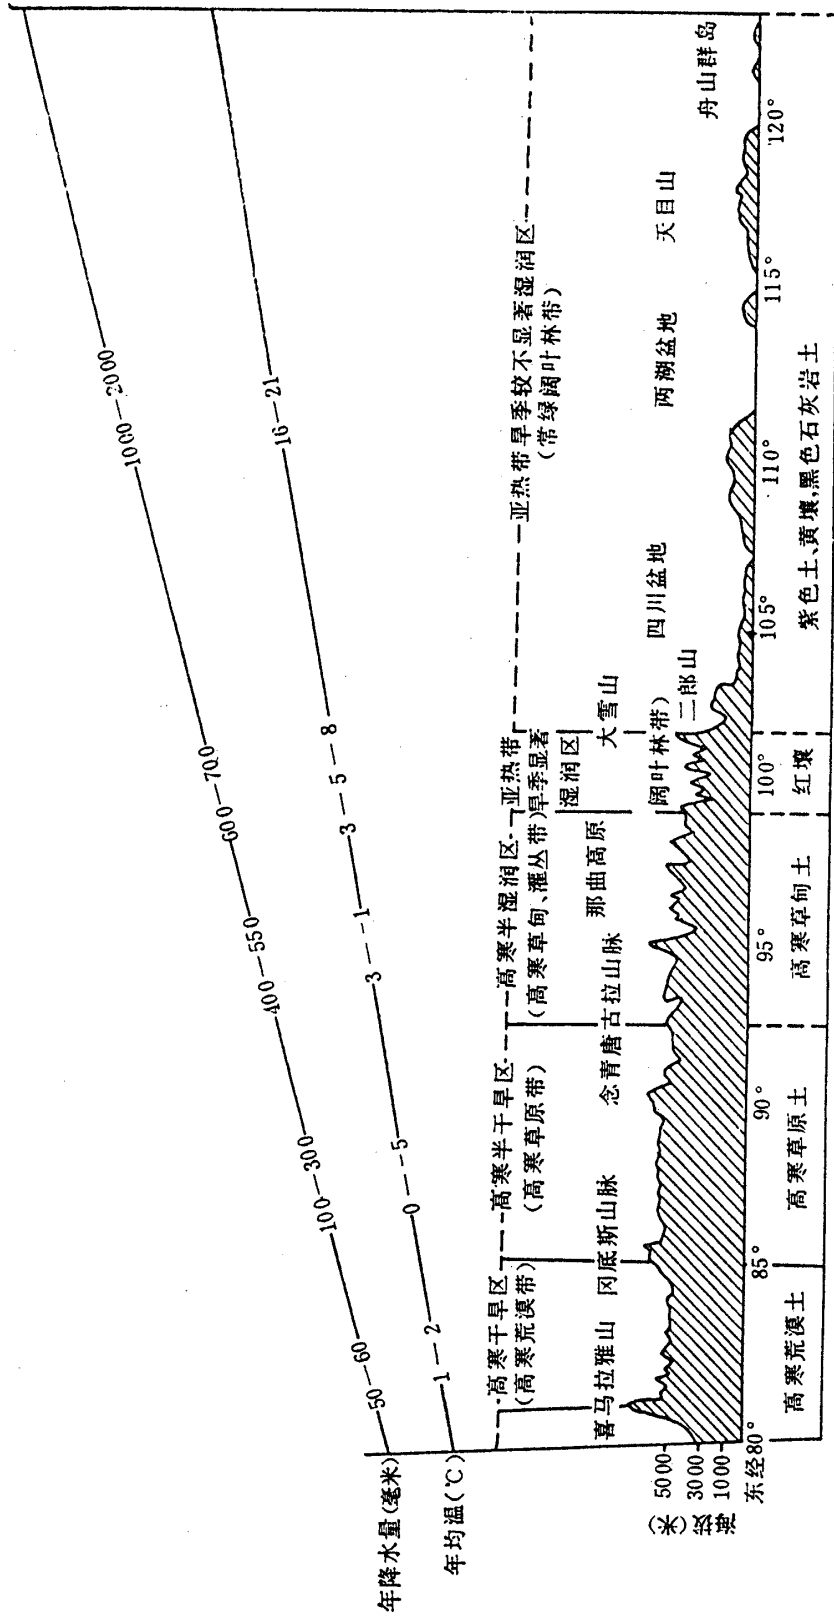 年降水量(毫米) 50—60 100—300 400—550 600—700 1000—2000
年均温(℃) 1—2 0—-5 3—-1 3—5—8 16—21
高寒干旱区
(高寒荒漠带)
高寒半干旱区
(高寒草原带)
高寒半湿润区
(高寒草甸、灌丛带)
亚热带
旱季显著
湿润区
阔叶林带)
亚热带旱季较不显著湿润区
(常绿阔叶林带)
喜马拉雅山 冈底斯山脉 念青唐古拉山脉 那曲高原 大雪山 二郎山 四川盆地 两湖盆地 天目山 舟山群岛
海拔(米)
5000
3000
1000
东经80° 85° 90° 95° 100° 105° 110° 115° 120°
高寒荒漠土 高寒草原土 高寒草甸土 红壤 紫色土、黄壤,黑色石灰岩土